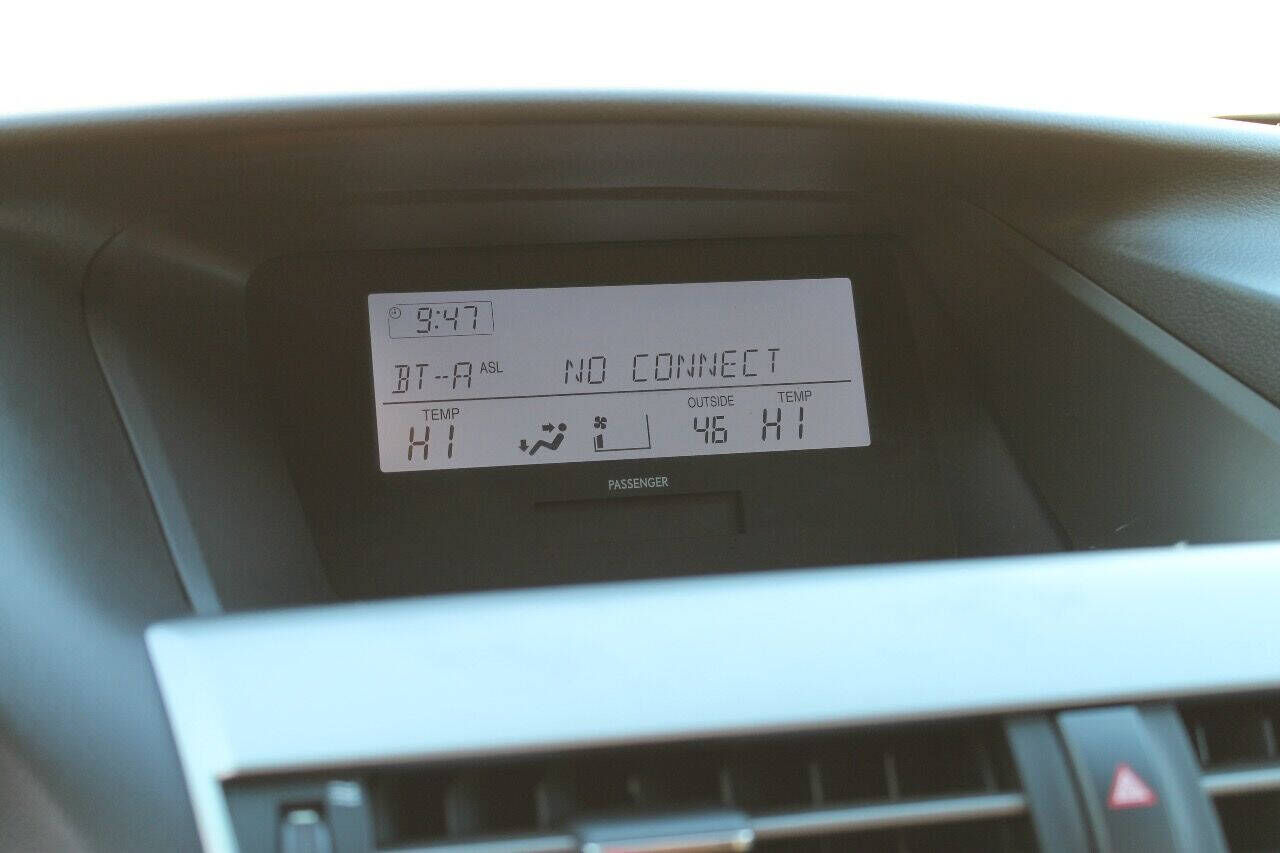 9:47
BT--A ASL NO CONNECT
TEMP OUTSIDE TEMP
HI 46 HI
PASSENGER